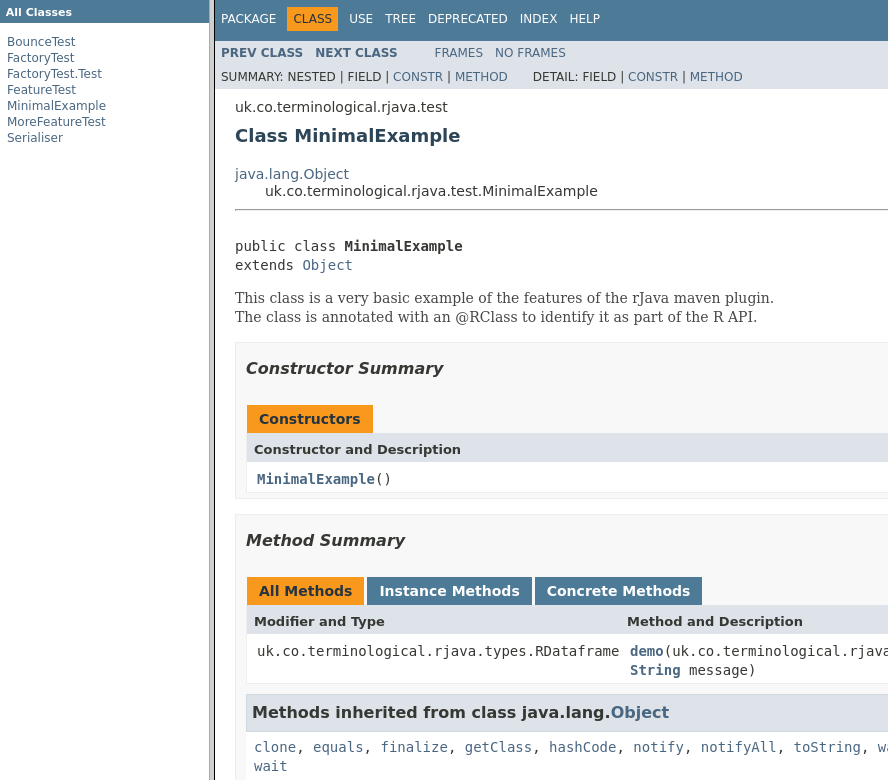 All Classes
BounceTest
FactoryTest
FactoryTest.Test
FeatureTest
MinimalExample
MoreFeatureTest
Serialiser
PACKAGE CLASS USE TREE DEPRECATED INDEX HELP
PREV CLASS NEXT CLASS FRAMES NO FRAMES
SUMMARY: NESTED | FIELD | CONSTR | METHOD DETAIL: FIELD | CONSTR | METHOD
uk.co.terminological.rjava.test
Class MinimalExample
java.lang.Object
uk.co.terminological.rjava.test.MinimalExample
public class MinimalExample
extends Object
This class is a very basic example of the features of the rJava maven plugin.
The class is annotated with an @RClass to identify it as part of the R API.
Constructor Summary
Constructors
Constructor and Description
MinimalExample()
Method Summary
All Methods Instance Methods Concrete Methods
Modifier and Type Method and Description
uk.co.terminological.rjava.types.RDataframe demo(uk.co.terminological.rjava
String message)
Methods inherited from class java.lang.Object
clone, equals, finalize, getClass, hashCode, notify, notifyAll, toString,
wait